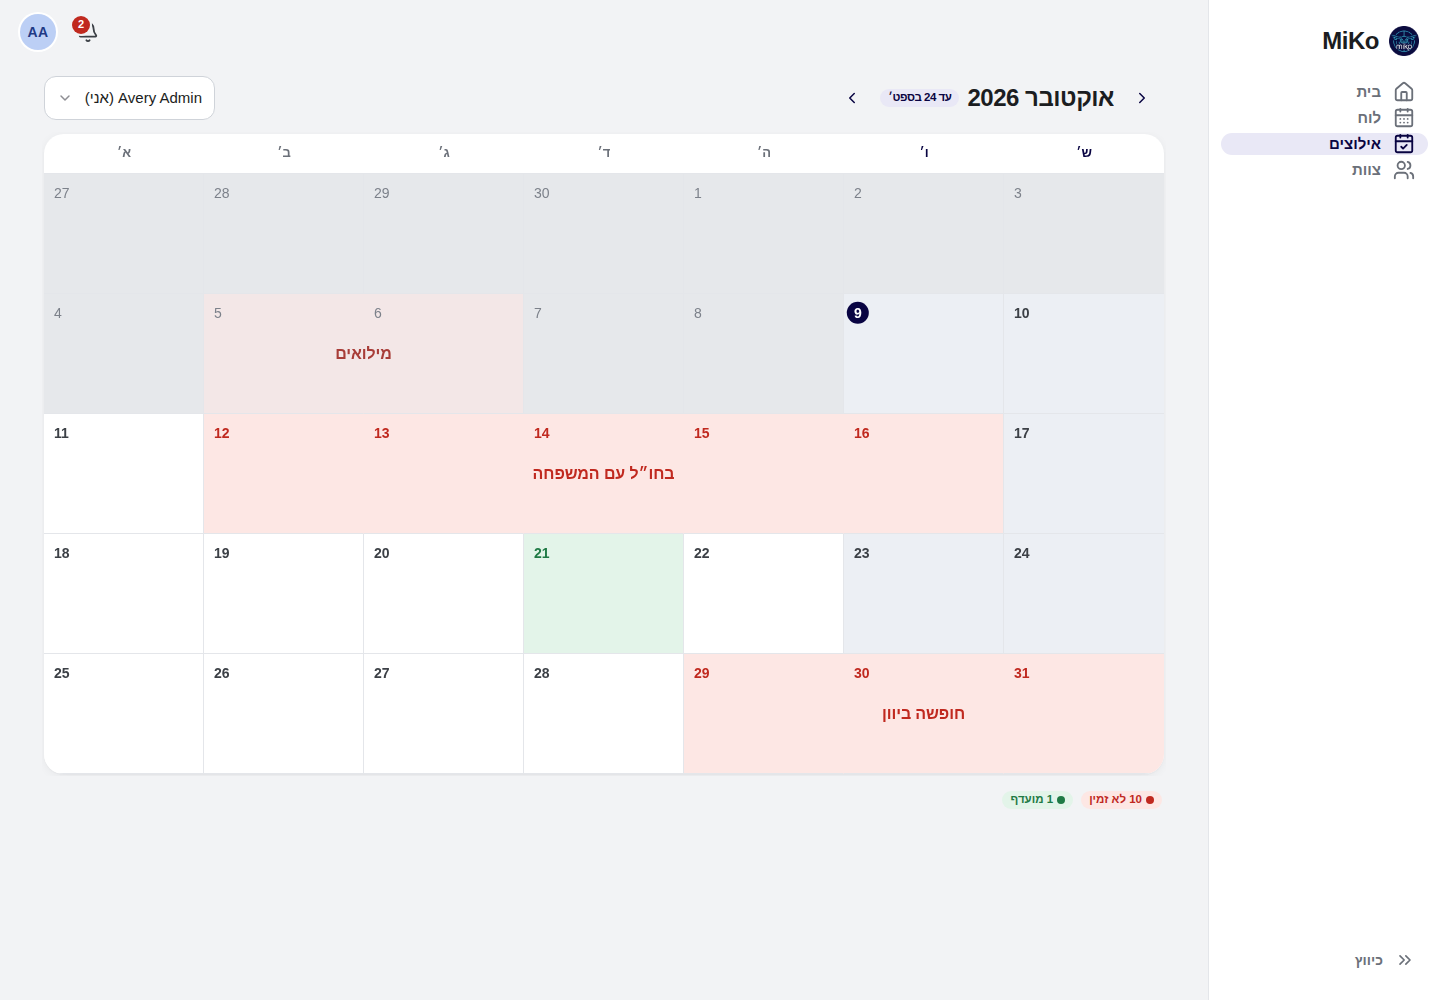 MiKo
בית
לוח
אילוצים
צוות
כיווץ
2
AA
אוקטובר 2026
עד 24 בספט׳
Avery Admin (אני)
א׳ ב׳ ג׳ ד׳ ה׳ ו׳ ש׳
27 28 29 30 1 2 3
4 5 6 7 8 9 10
מילואים
11 12 13 14 15 16 17
בחו״ל עם המשפחה
18 19 20 21 22 23 24
25 26 27 28 29 30 31
חופשה ביוון
10 לא זמין
1 מועדף